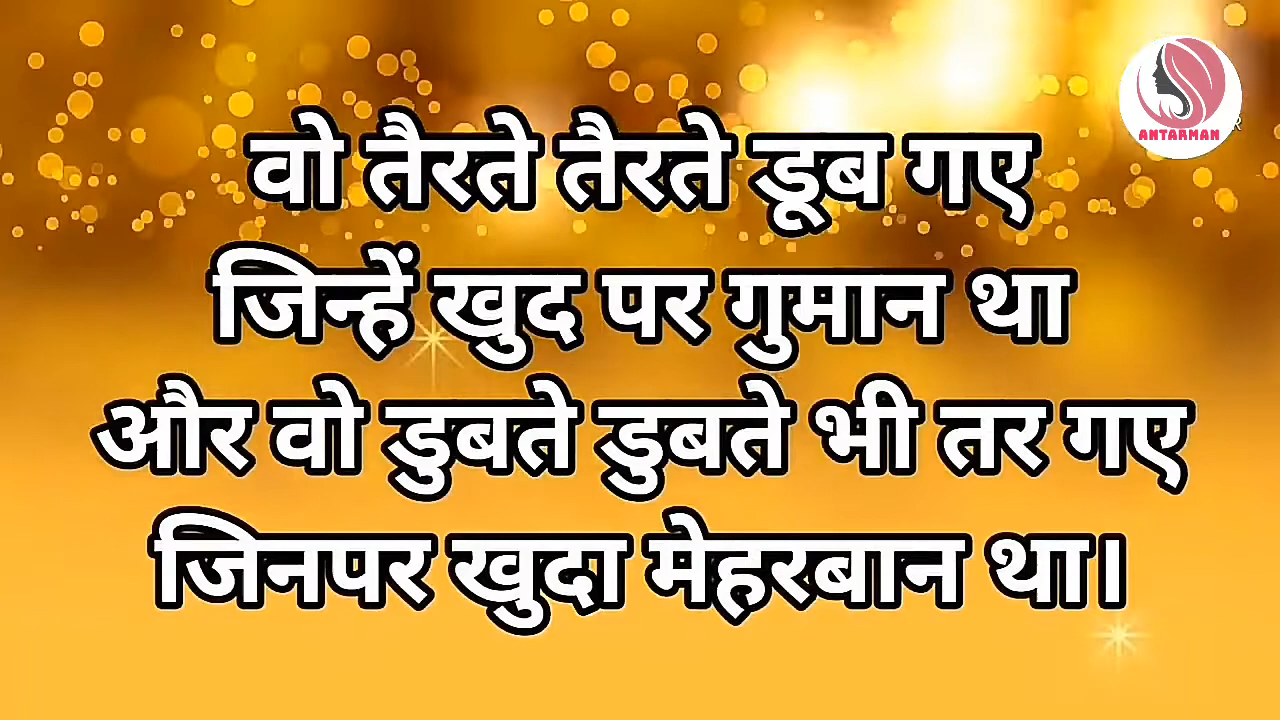 ANTARMAN
वो तैरते तैरते डूब गए
जिन्हें खुद पर गुमान था
और वो डुबते डुबते भी तर गए
जिनपर खुदा मेहरबान था।